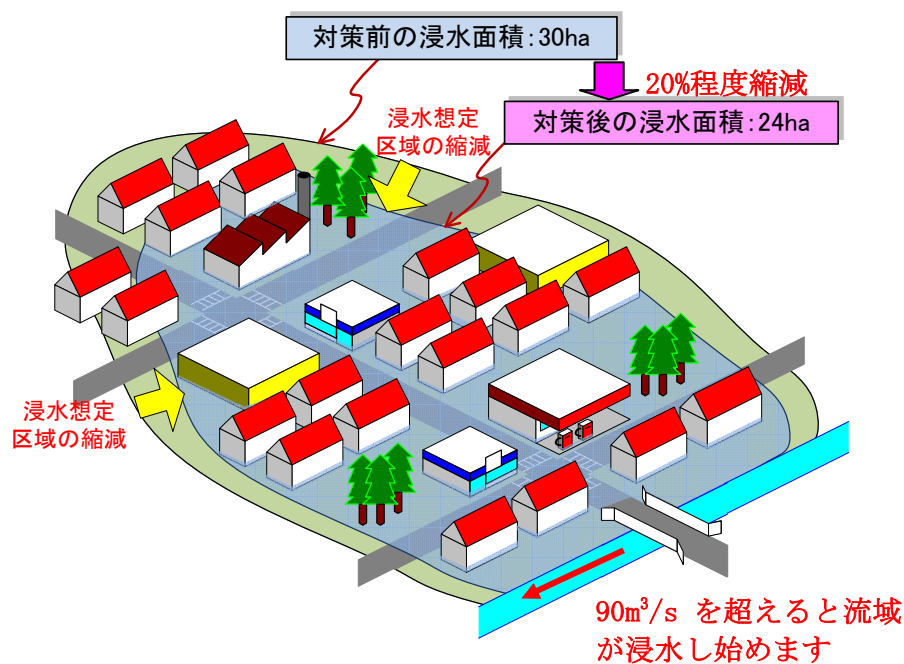 対策前の浸水面積:30ha
20%程度縮減
対策後の浸水面積:24ha
浸水想定
区域の縮減
浸水想定
区域の縮減
90m³/s を超えると流域
が浸水し始めます